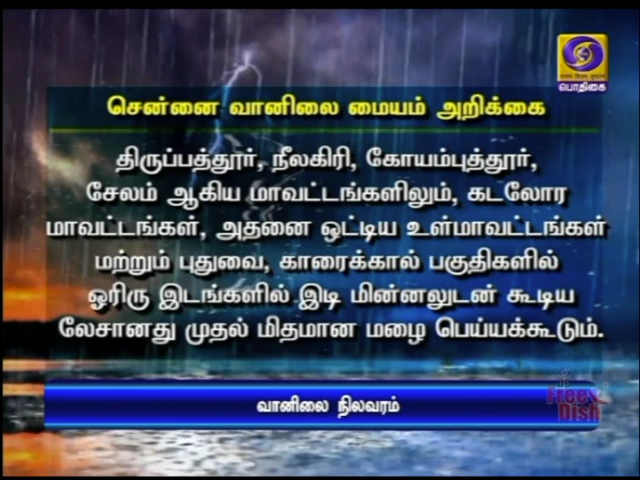 பொதிகை
சென்னை வானிலை மையம் அறிக்கை
திருப்பத்தூர், நீலகிரி, கோயம்புத்தூர்,
சேலம் ஆகிய மாவட்டங்களிலும், கடலோர
மாவட்டங்கள், அதனை ஒட்டிய உள்மாவட்டங்கள்
மற்றும் புதுவை, காரைக்கால் பகுதிகளில்
ஓரிரு இடங்களில் இடி மின்னலுடன் கூடிய
லேசானது முதல் மிதமான மழை பெய்யக்கூடும்.
வானிலை நிலவரம்
Free
Dish